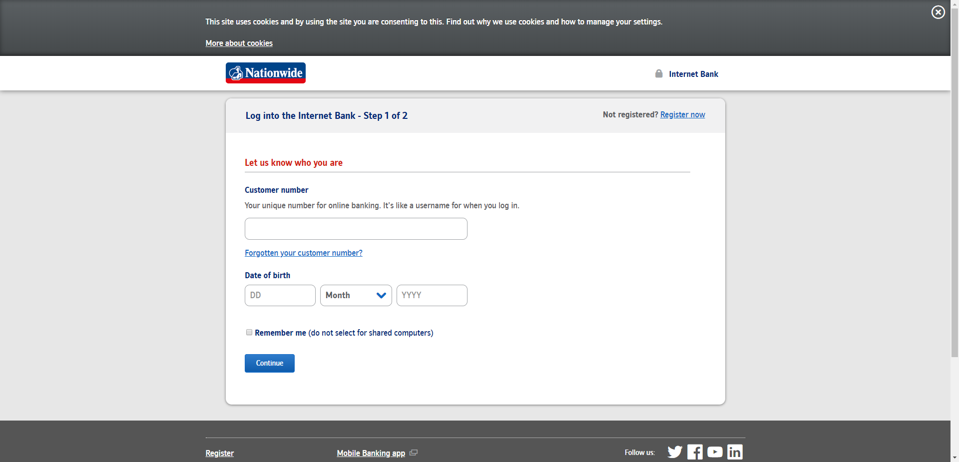 This site uses cookies and by using the site you are consenting to this. Find out why we use cookies and how to manage your settings.
More about cookies
Nationwide
Internet Bank
Log into the Internet Bank - Step 1 of 2
Not registered? Register now
Let us know who you are
Customer number
Your unique number for online banking. It's like a username for when you log in.
Forgotten your customer number?
Date of birth
DD Month YYYY
Remember me (do not select for shared computers)
Continue
Register
Mobile Banking app
Follow us: